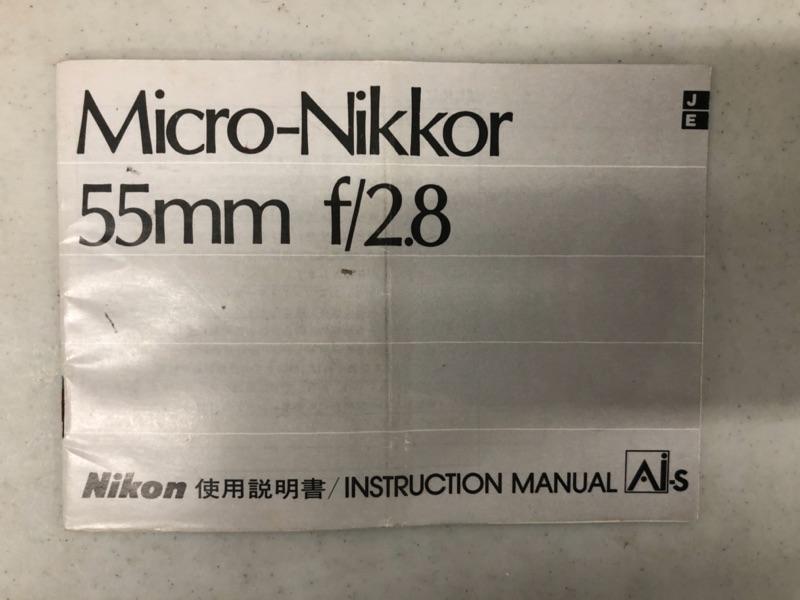 Micro-Nikkor
55mm f/2.8
J
E
Nikon 使用説明書/INSTRUCTION MANUAL Ai-S